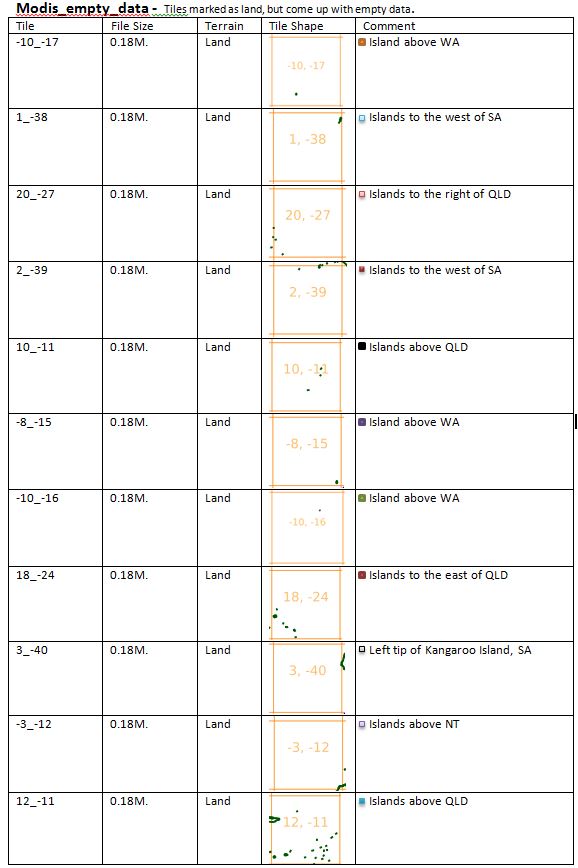 Modis_empty_data - Tiles marked as land, but come up with empty data.
Tile File Size Terrain Tile Shape Comment
-10_-17 0.18M. Land -10, -17 Island above WA
1_-38 0.18M. Land 1, -38 Islands to the west of SA
20_-27 0.18M. Land 20, -27 Islands to the right of QLD
2_-39 0.18M. Land 2, -39 Islands to the west of SA
10_-11 0.18M. Land 10, -11 Islands above QLD
-8_-15 0.18M. Land -8, -15 Island above WA
-10_-16 0.18M. Land -10, -16 Island above WA
18_-24 0.18M. Land 18, -24 Islands to the east of QLD
3_-40 0.18M. Land 3, -40 Left tip of Kangaroo Island, SA
-3_-12 0.18M. Land -3, -12 Islands above NT
12_-11 0.18M. Land 12, -11 Islands above QLD